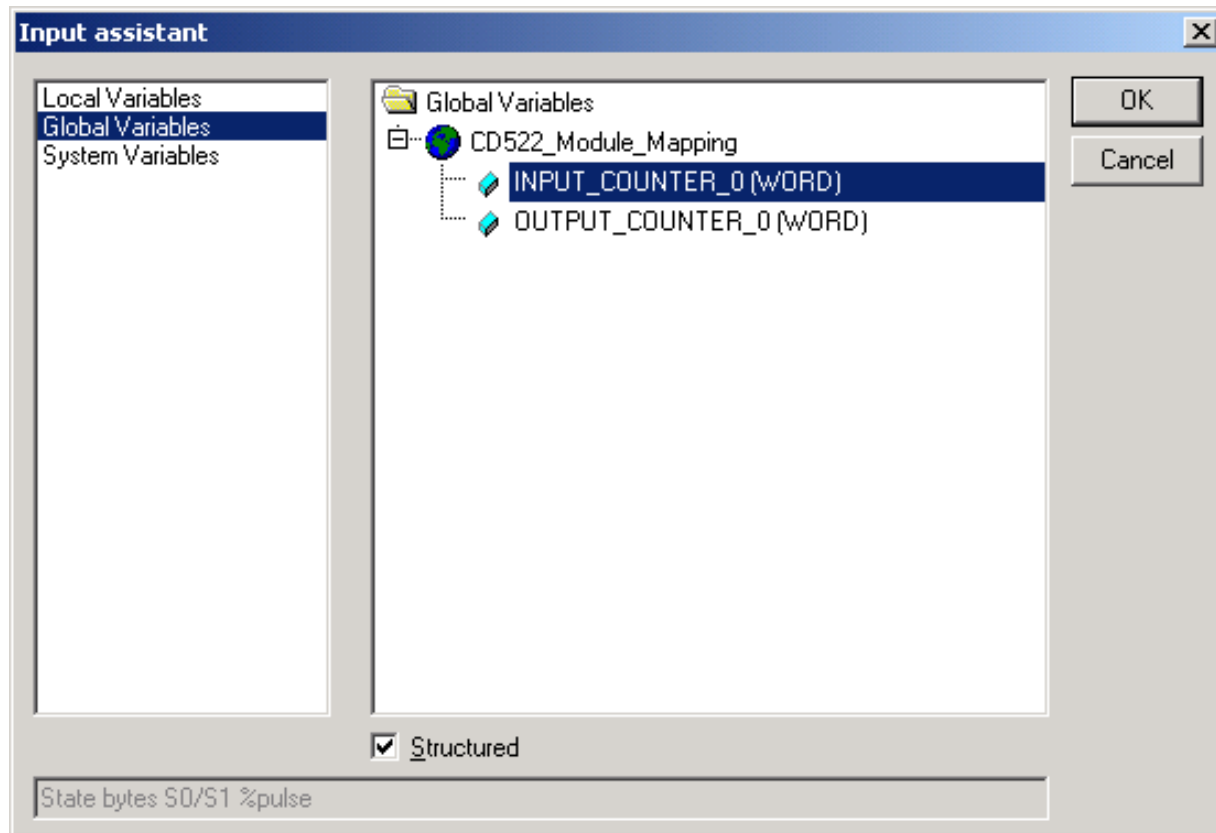 Input assistant
Local Variables
Global Variables
System Variables
Global Variables
CD522_Module_Mapping
INPUT_COUNTER_0 (WORD)
OUTPUT_COUNTER_0 (WORD)
OK
Cancel
Structured
State bytes S0/S1 %pulse